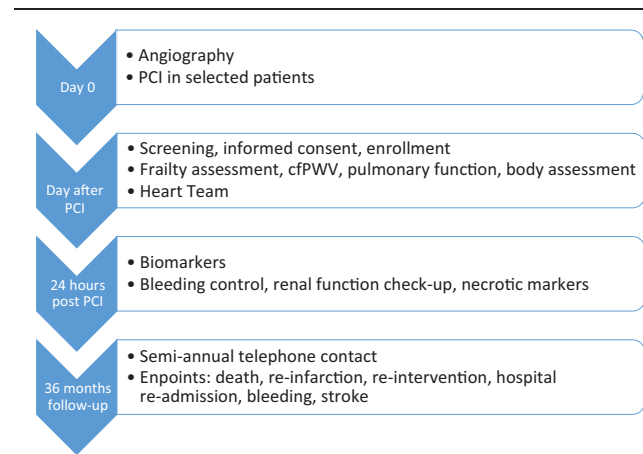 Day 0
• Angiography
• PCI in selected patients
Day after
PCI
• Screening, informed consent, enrollment
• Frailty assessment, cfPWV, pulmonary function, body assessment
• Heart Team
24 hours
post PCI
• Biomarkers
• Bleeding control, renal function check-up, necrotic markers
36 months
follow-up
• Semi-annual telephone contact
• Enpoints: death, re-infarction, re-intervention, hospital
re-admission, bleeding, stroke